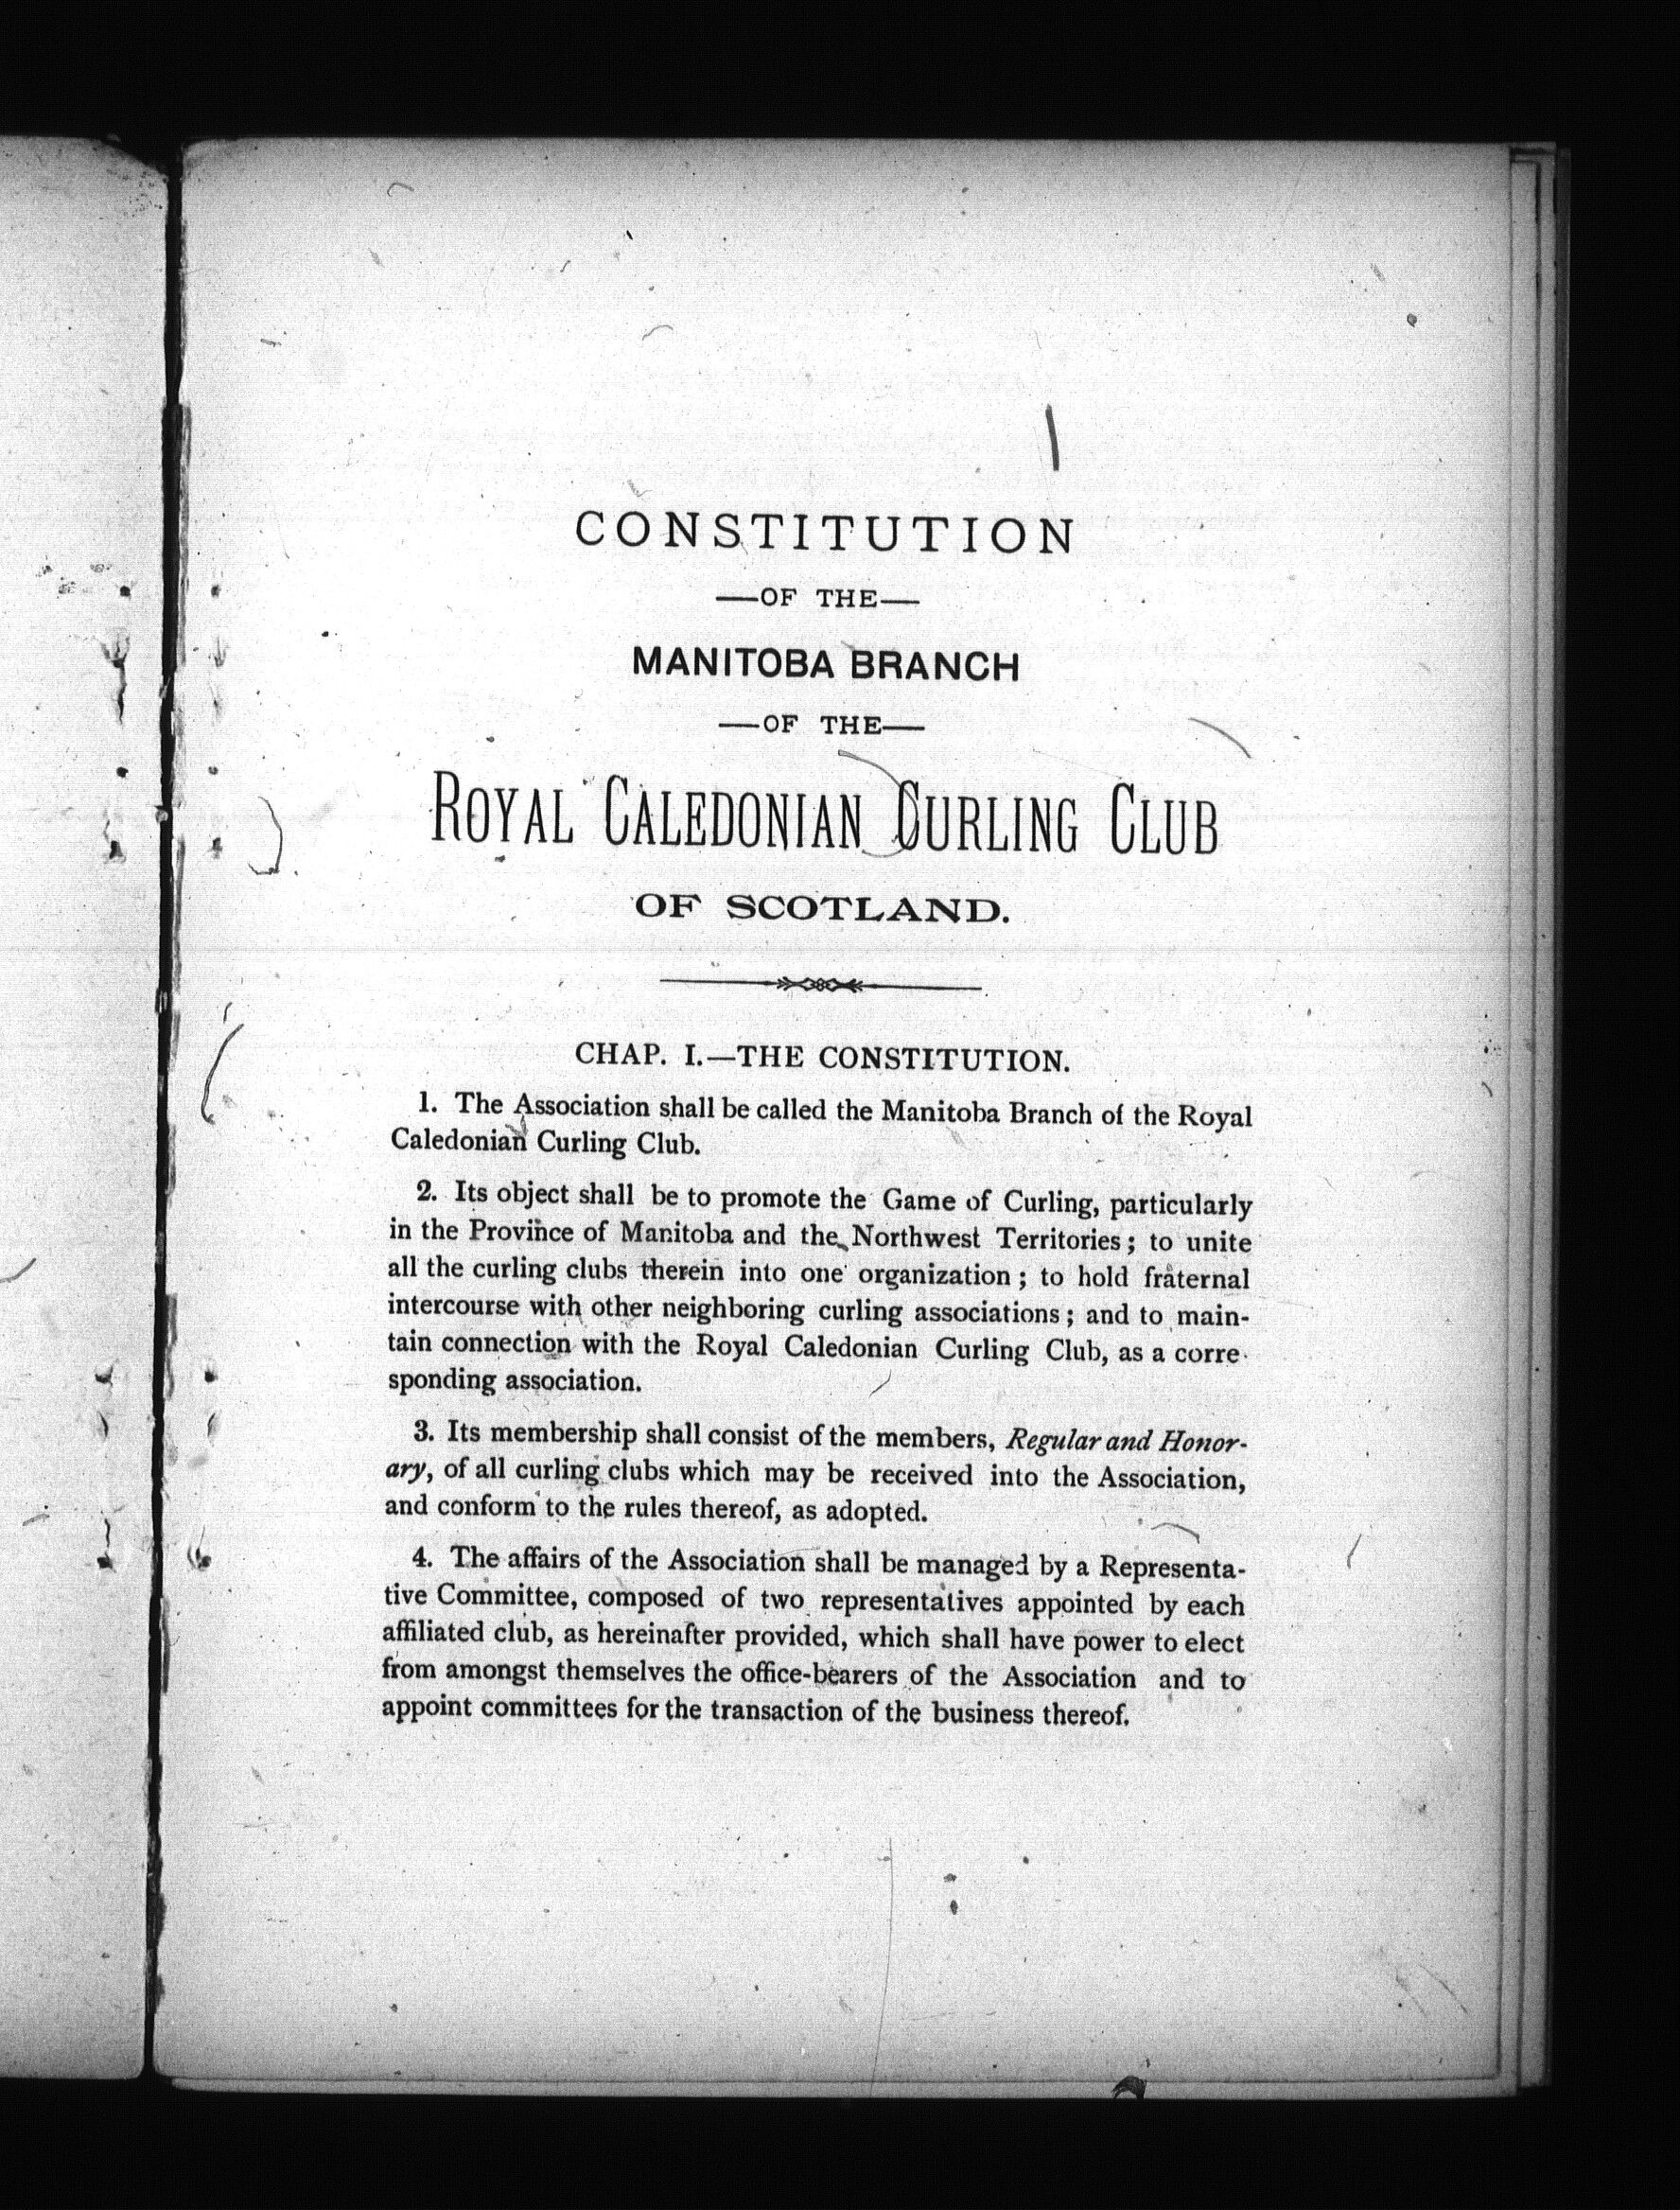 CONSTITUTION
—OF THE—
MANITOBA BRANCH
—OF THE—
ROYAL CALEDONIAN CURLING CLUB
OF SCOTLAND.
CHAP. I.—THE CONSTITUTION.
1. The Association shall be called the Manitoba Branch of the Royal
Caledonian Curling Club.
2. Its object shall be to promote the Game of Curling, particularly
in the Province of Manitoba and the Northwest Territories; to unite
all the curling clubs therein into one organization; to hold fraternal
intercourse with other neighboring curling associations; and to main-
tain connection with the Royal Caledonian Curling Club, as a corre-
sponding association.
3. Its membership shall consist of the members, Regular and Honor-
ary, of all curling clubs which may be received into the Association,
and conform to the rules thereof, as adopted.
4. The affairs of the Association shall be managed by a Representa-
tive Committee, composed of two representatives appointed by each
affiliated club, as hereinafter provided, which shall have power to elect
from amongst themselves the office-bearers of the Association and to
appoint committees for the transaction of the business thereof.